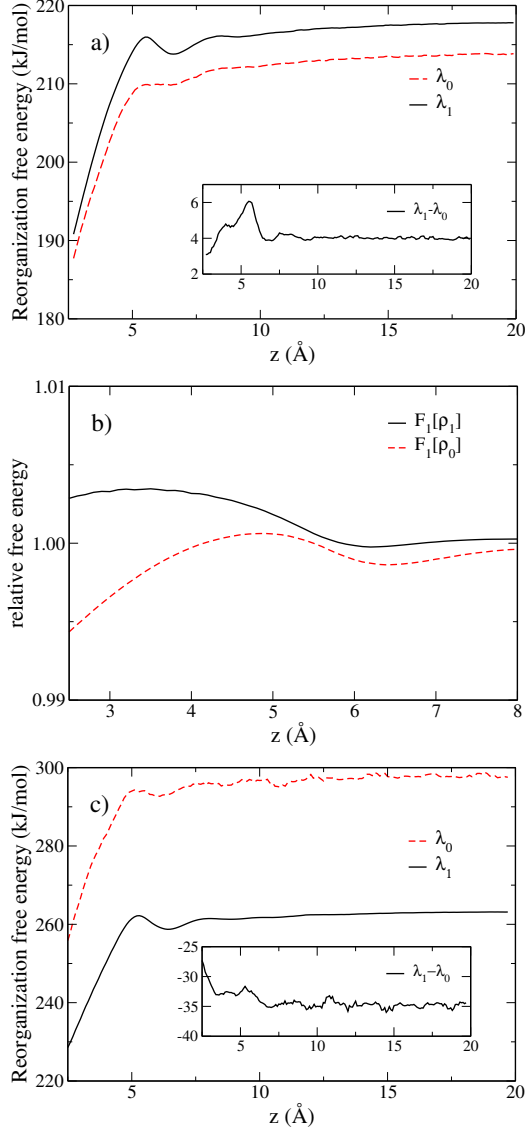 a)
Reorganization free energy (kJ/mol)
220
210
200
190
180
λ₀
λ₁
6
4
2
λ₁-λ₀
5 10 15 20
5 10 15 20
z (Å)
b)
relative free energy
1.01
1.00
0.99
F₁[ρ₁]
F₁[ρ₀]
3 4 5 6 7 8
z (Å)
c)
Reorganization free energy (kJ/mol)
300
280
260
240
220
λ₀
λ₁
-25
-30
-35
-40
λ₁−λ₀
5 10 15 20
5 10 15 20
z (Å)